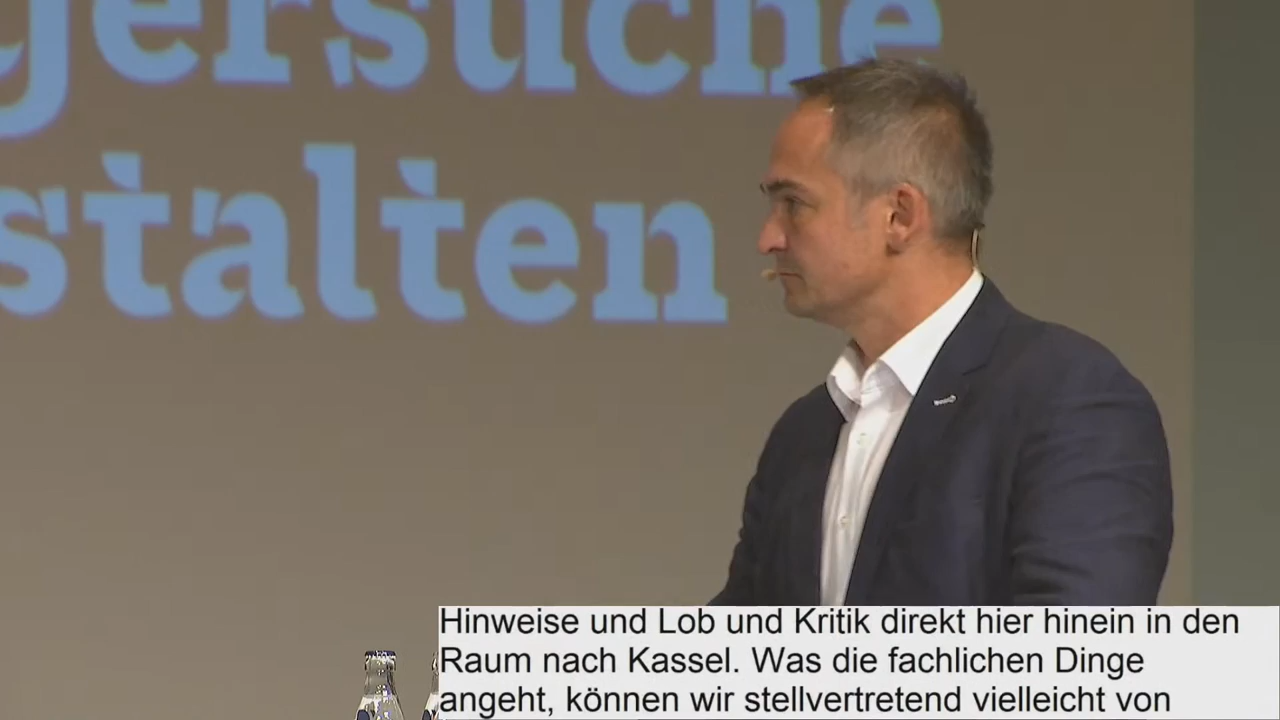 gersuche
stalten
Hinweise und Lob und Kritik direkt hier hinein in den
Raum nach Kassel. Was die fachlichen Dinge
angeht, können wir stellvertretend vielleicht von